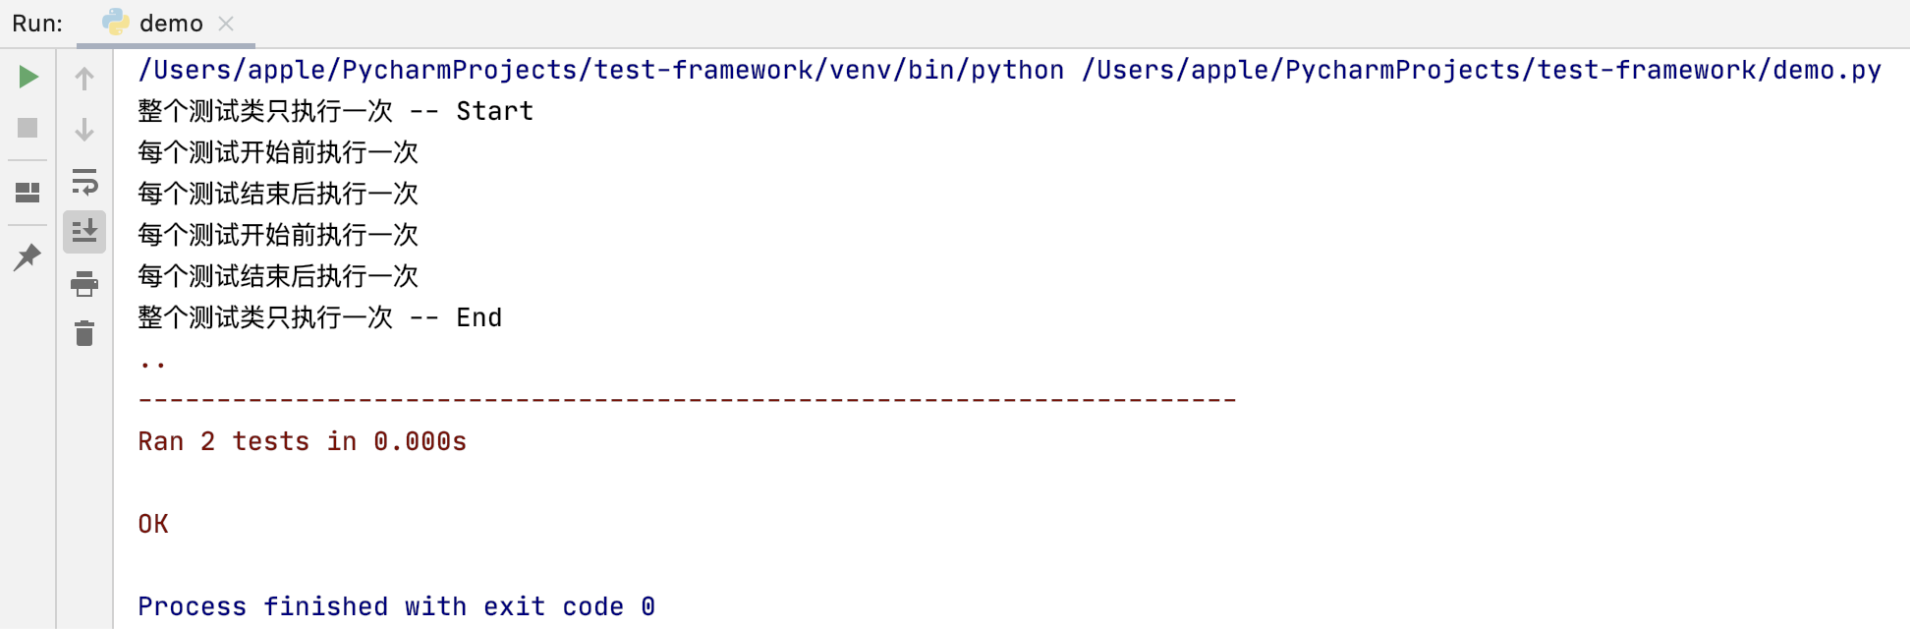 Run: demo
/Users/apple/PycharmProjects/test-framework/venv/bin/python /Users/apple/PycharmProjects/test-framework/demo.py
整个测试类只执行一次 -- Start
每个测试开始前执行一次
每个测试结束后执行一次
每个测试开始前执行一次
每个测试结束后执行一次
整个测试类只执行一次 -- End
..
----------------------------------------------------------------------
Ran 2 tests in 0.000s
OK
Process finished with exit code 0